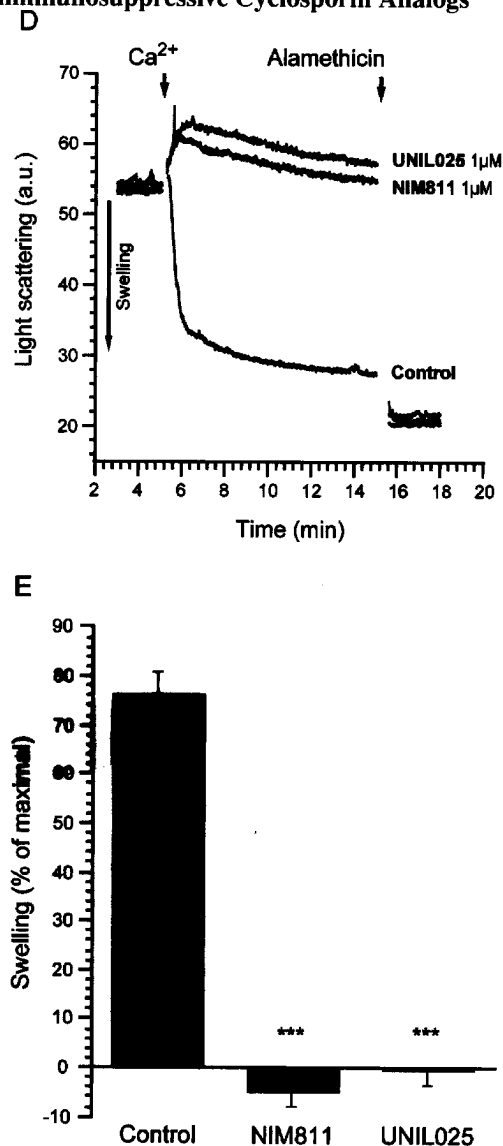 Immunosuppressive Cyclosporin Analogs
D
Ca²⁺
Alamethicin
70
60
50
40
30
20
Light scattering (a.u.)
Swelling
UNIL025 1µM
NIM811 1µM
Control
2 4 6 8 10 12 14 16 18 20
Time (min)
E
90
80
70
60
50
40
30
20
10
0
-10
Swelling (% of maximal)
***
***
Control
NIM811
UNIL025